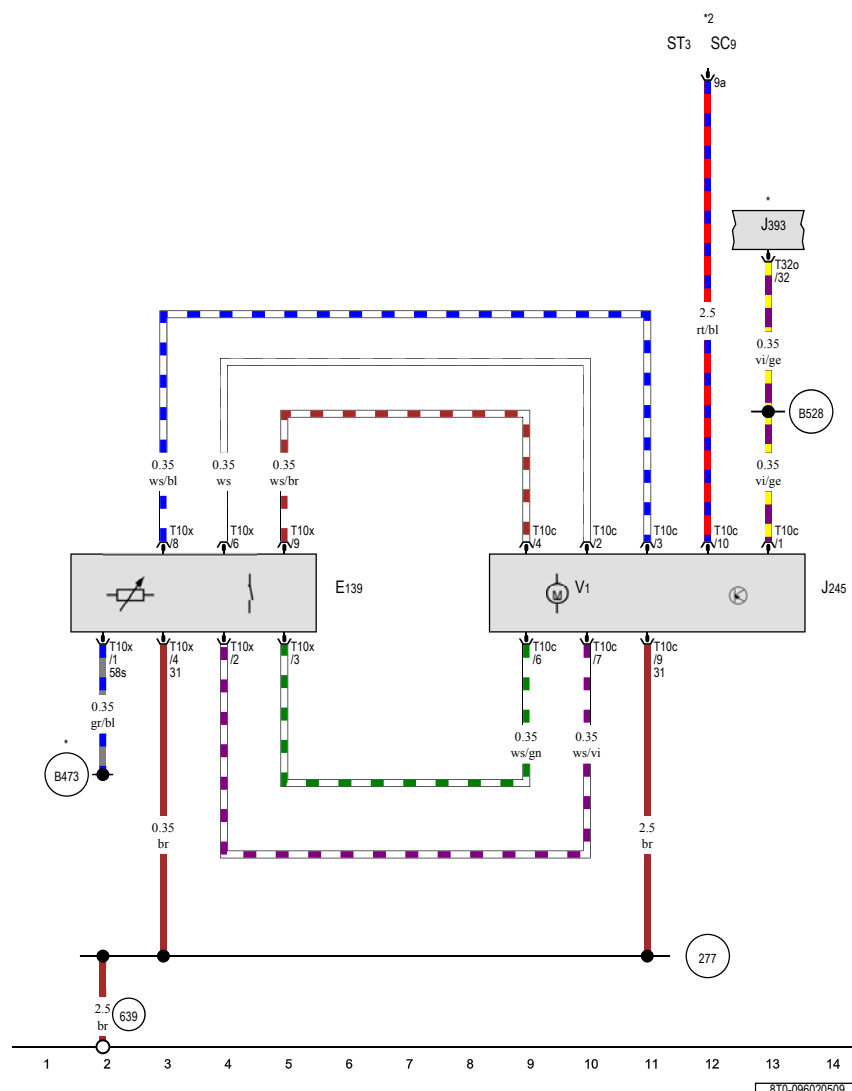 *2
ST3 SC9
9a
*
J393
T32o
/32
2.5
rt/bl
0.35
vi/ge
B528
0.35
ws/bl
0.35
ws
0.35
ws/br
0.35
vi/ge
T10x
/8
T10x
/6
T10x
/9
T10c
/4
T10c
/2
T10c
/3
T10c
/10
T10c
/1
E139
M
V1
J245
T10x
/1
58s
T10x
/4
31
T10x
/2
T10x
/3
T10c
/6
T10c
/7
T10c
/9
31
0.35
gr/bl
*
B473
0.35
ws/gn
0.35
ws/vi
0.35
br
2.5
br
277
2.5
br
639
1 2 3 4 5 6 7 8 9 10 11 12 13 14
8T0-096020509